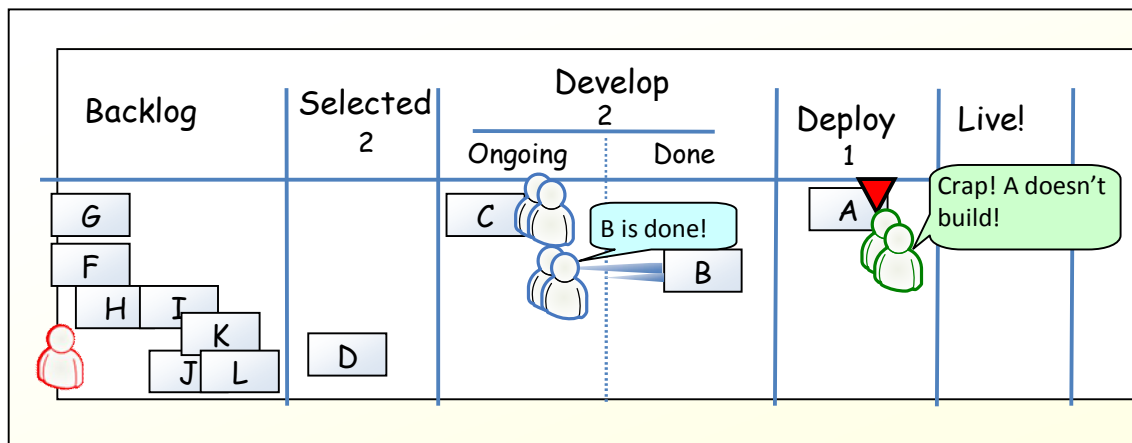 Backlog
Selected
2
Develop
2
Ongoing
Done
Deploy
1
Live!
G
F
H
I
K
J
L
D
C
B is done!
B
A
Crap! A doesn’t
build!